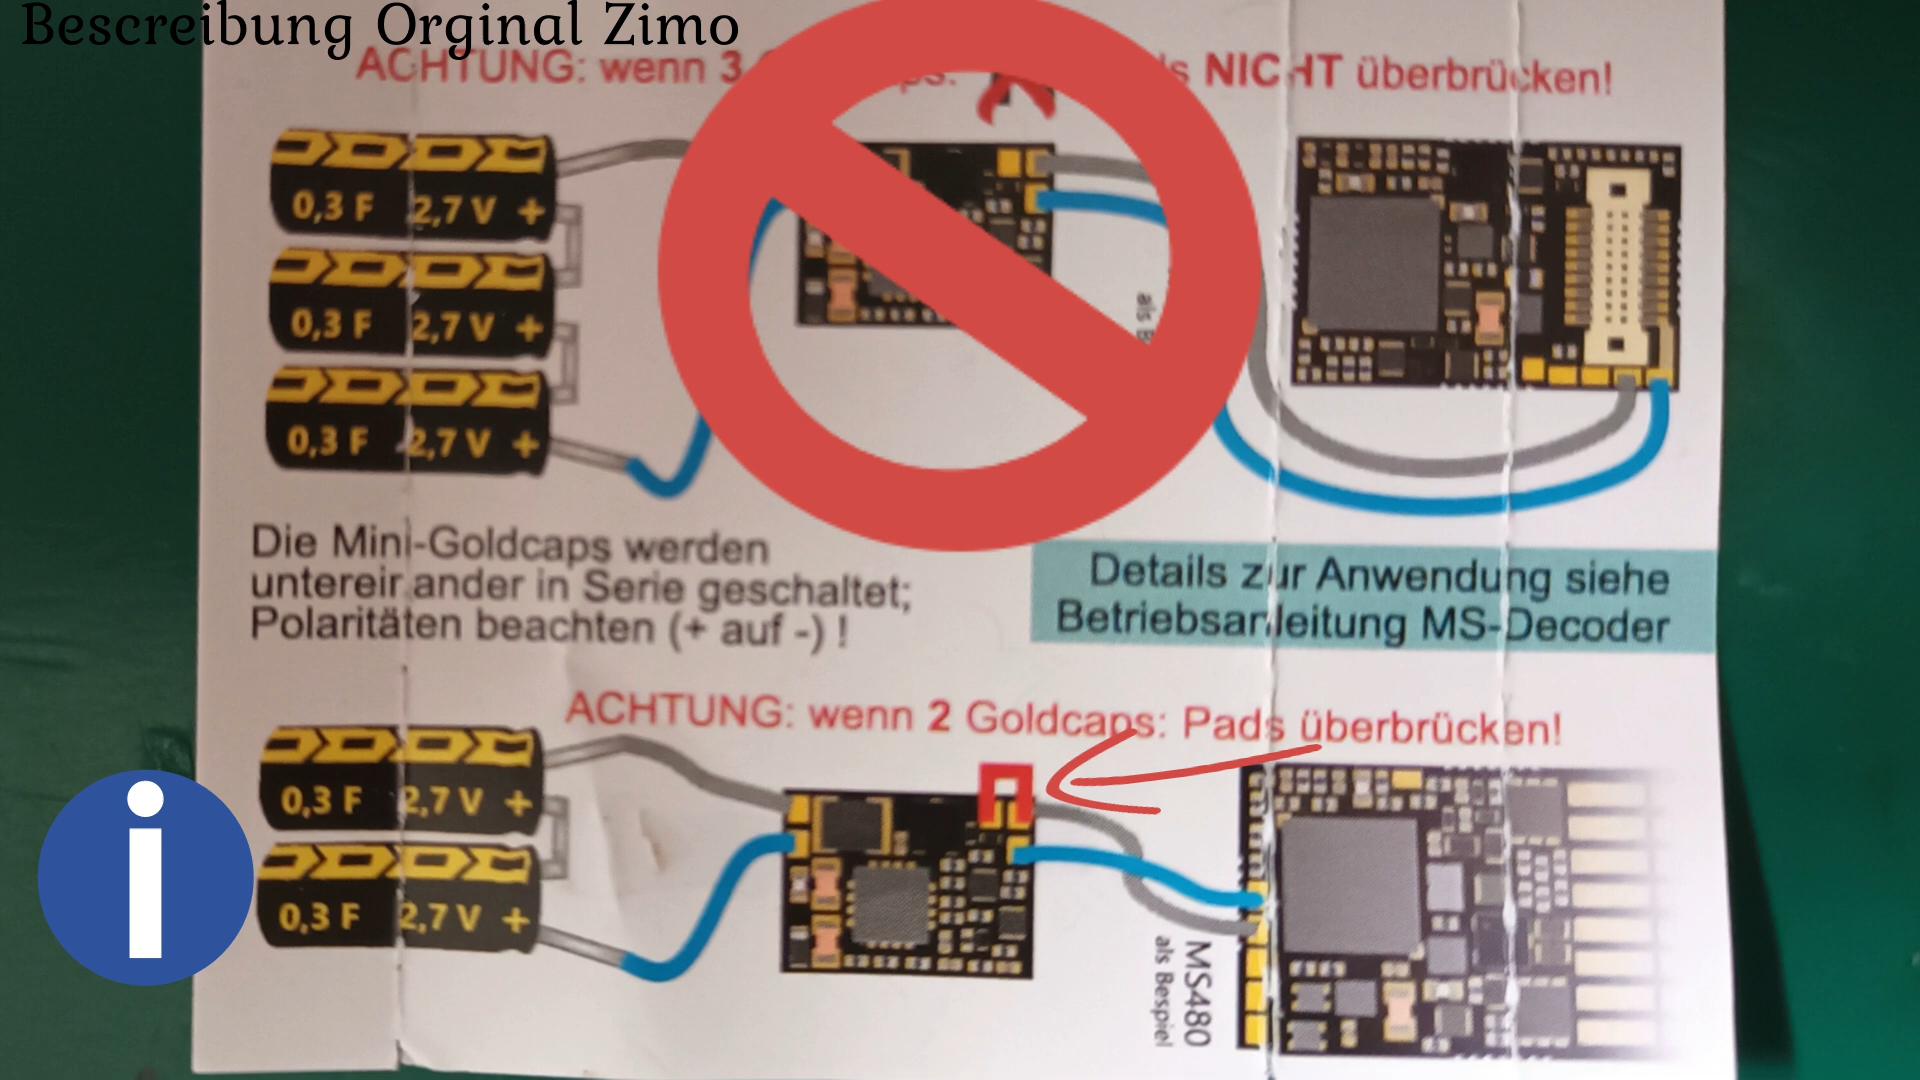 Bescreibung Orginal Zimo
ACHTUNG: wenn 3 NICHT überbrücken!
0,3 F 2,7 V +
0,3 F 2,7 V +
0,3 F 2,7 V +
als
Die Mini-Goldcaps werden
untereinander in Serie geschaltet;
Polaritäten beachten (+ auf -) !
Details zur Anwendung siehe
Betriebsanleitung MS-Decoder
ACHTUNG: wenn 2 Goldcaps: Pads überbrücken!
0,3 F 2,7 V +
0,3 F 2,7 V +
MS480
als Bespiel
i